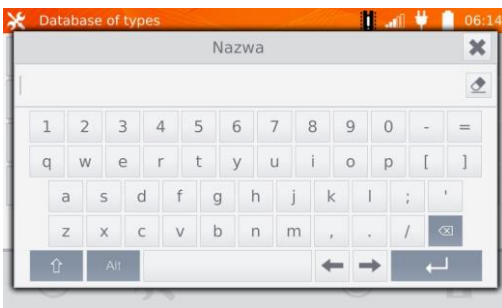 Database of types 06:14
Nazwa
1 2 3 4 5 6 7 8 9 0 - =
q w e r t y u i o p [ ]
a s d f g h j k l ; '
z x c v b n m , . /
Alt